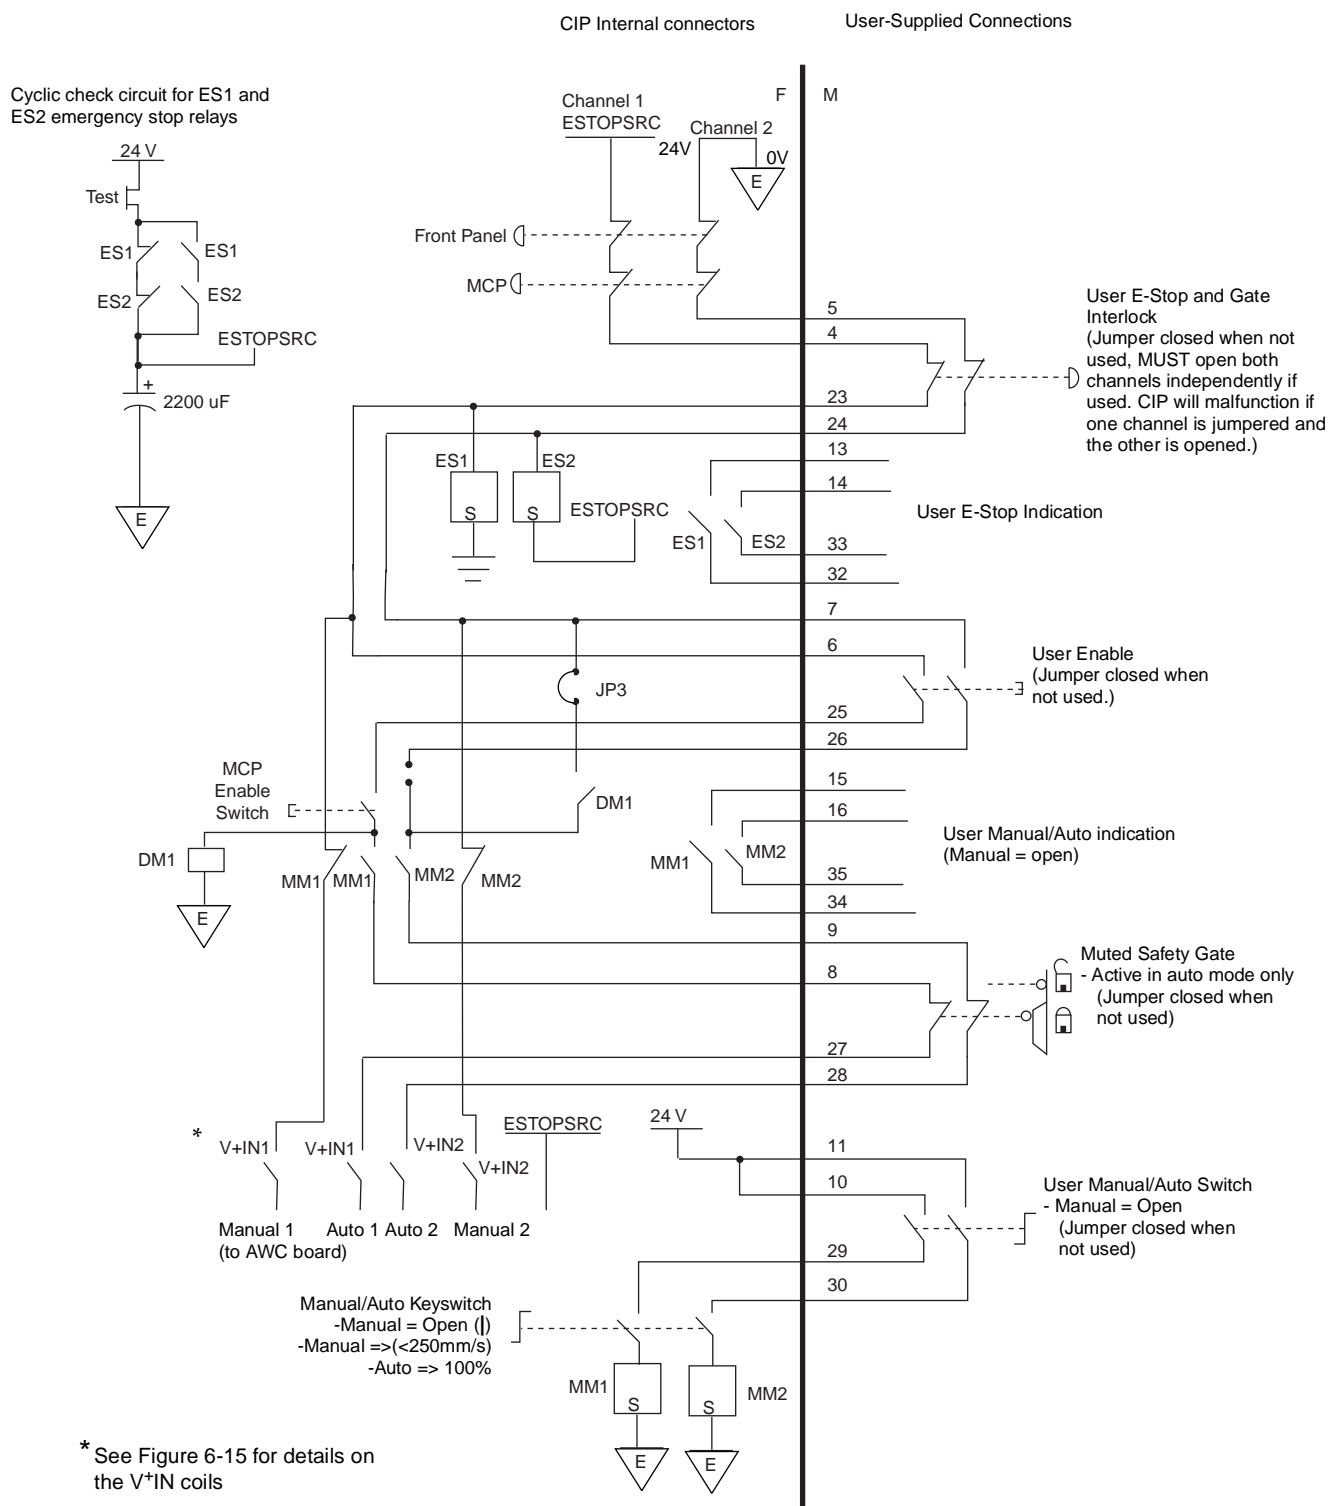 CIP Internal connectors
User-Supplied Connections
F
M
Cyclic check circuit for ES1 and
ES2 emergency stop relays
24 V
Test
ES1
ES1
ES2
ES2
ESTOPSRC
+
2200 uF
E
Channel 1
ESTOPSRC
24V
Channel 2
0V
E
Front Panel
MCP
5
4
User E-Stop and Gate
Interlock
(Jumper closed when not
used, MUST open both
channels independently if
used. CIP will malfunction if
one channel is jumpered and
the other is opened.)
23
24
ES1
S
ES2
S
ESTOPSRC
13
14
ES1
ES2
33
32
User E-Stop Indication
7
6
User Enable
(Jumper closed when
not used.)
JP3
25
26
MCP
Enable
Switch
DM1
DM1
E
MM1
MM1
MM2
MM2
15
16
MM1
MM2
35
34
User Manual/Auto indication
(Manual = open)
9
8
Muted Safety Gate
- Active in auto mode only
(Jumper closed when
not used)
27
28
*
V+IN1
V+IN1
V+IN2
V+IN2
ESTOPSRC
Manual 1
(to AWC board)
Auto 1
Auto 2
Manual 2
24 V
11
10
User Manual/Auto Switch
- Manual = Open
(Jumper closed when
not used)
29
30
Manual/Auto Keyswitch
-Manual = Open (|)
-Manual =>(<250mm/s)
-Auto => 100%
MM1
S
MM2
S
E
E
* See Figure 6-15 for details on
the V+IN coils